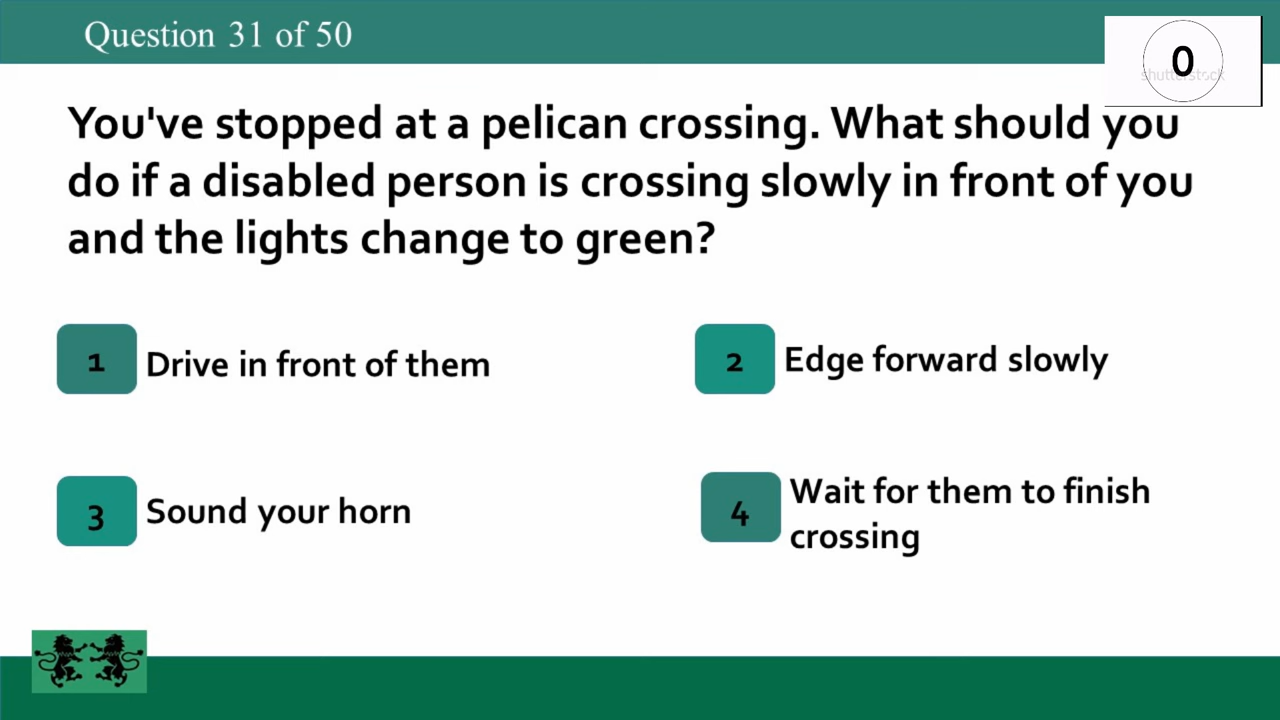 Question 31 of 50
0
shutterstock
You've stopped at a pelican crossing. What should you
do if a disabled person is crossing slowly in front of you
and the lights change to green?
1 Drive in front of them
2 Edge forward slowly
3 Sound your horn
4 Wait for them to finish
crossing